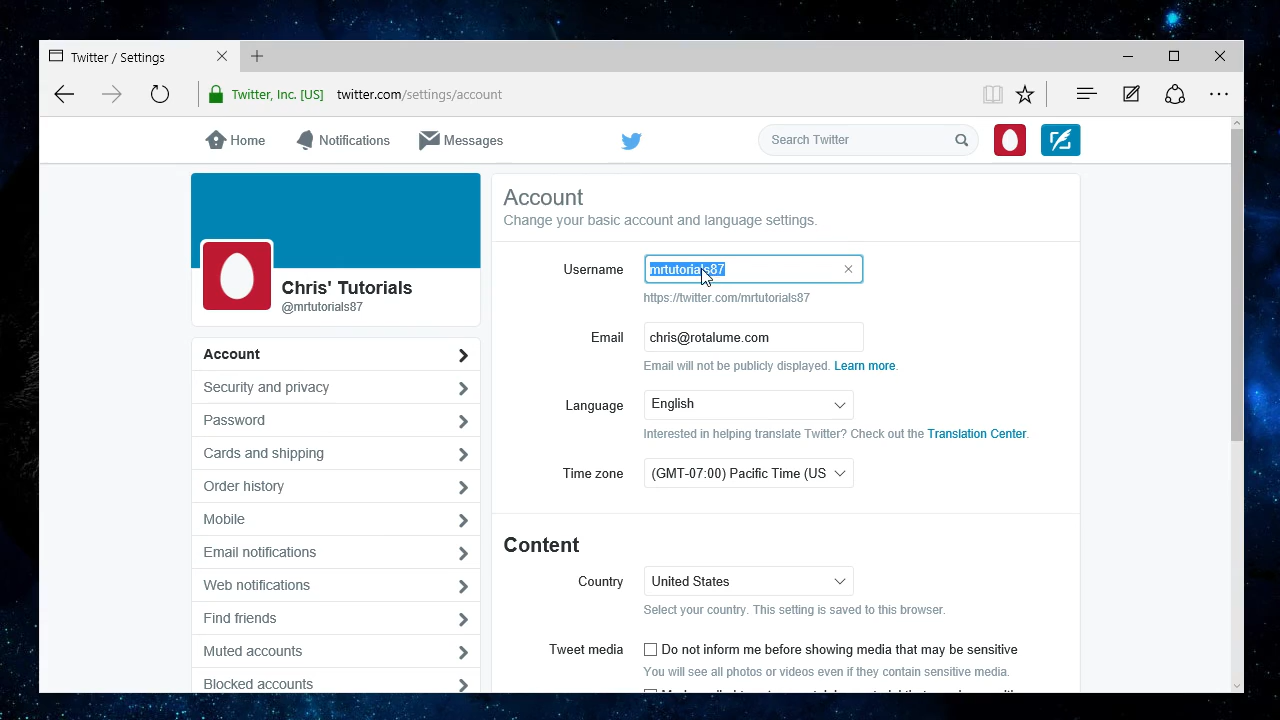 Twitter / Settings
Twitter, Inc. [US] twitter.com/settings/account
Home Notifications Messages Search Twitter
Chris' Tutorials
@mrtutorials87
Account
Security and privacy
Password
Cards and shipping
Order history
Mobile
Email notifications
Web notifications
Find friends
Muted accounts
Blocked accounts
Account
Change your basic account and language settings.
Username mrtutorials87
https://twitter.com/mrtutorials87
Email chris@rotalume.com
Email will not be publicly displayed. Learn more.
Language English
Interested in helping translate Twitter? Check out the Translation Center.
Time zone (GMT-07:00) Pacific Time (US
Content
Country United States
Select your country. This setting is saved to this browser.
Tweet media Do not inform me before showing media that may be sensitive
You will see all photos or videos even if they contain sensitive media.